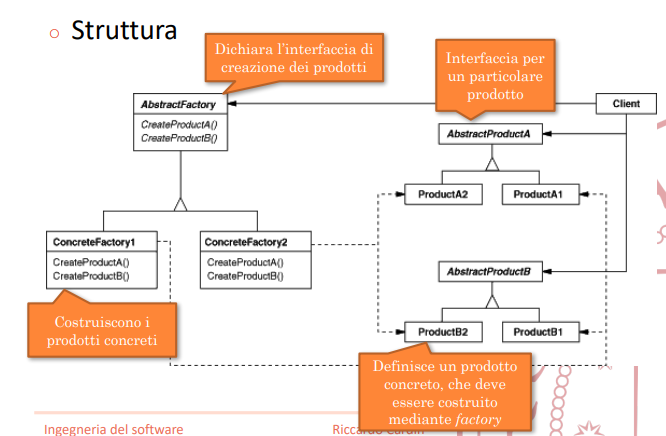 Struttura
Dichiara l'interfaccia di
creazione dei prodotti
Interfaccia per
un particolare
prodotto
AbstractFactory
CreateProductA()
CreateProductB()
Client
AbstractProductA
ProductA2
ProductA1
ConcreteFactory1
CreateProductA()
CreateProductB()
ConcreteFactory2
CreateProductA()
CreateProductB()
AbstractProductB
Costruiscono i
prodotti concreti
ProductB2
ProductB1
Definisce un prodotto
concreto, che deve
essere costruito
mediante factory
Ingegneria del software